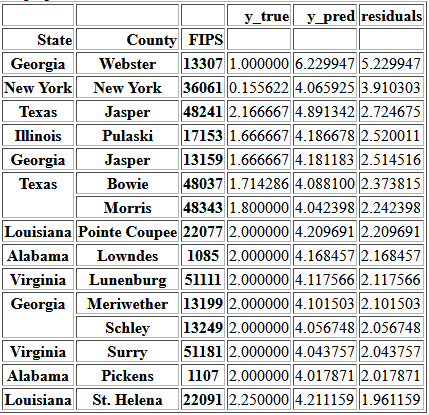 y_true y_pred residuals
State County FIPS
Georgia Webster 13307 1.000000 6.229947 5.229947
New York New York 36061 0.155622 4.065925 3.910303
Texas Jasper 48241 2.166667 4.891342 2.724675
Illinois Pulaski 17153 1.666667 4.186678 2.520011
Georgia Jasper 13159 1.666667 4.181183 2.514516
Texas Bowie 48037 1.714286 4.088100 2.373815
Morris 48343 1.800000 4.042398 2.242398
Louisiana Pointe Coupee 22077 2.000000 4.209691 2.209691
Alabama Lowndes 1085 2.000000 4.168457 2.168457
Virginia Lunenburg 51111 2.000000 4.117566 2.117566
Georgia Meriwether 13199 2.000000 4.101503 2.101503
Schley 13249 2.000000 4.056748 2.056748
Virginia Surry 51181 2.000000 4.043757 2.043757
Alabama Pickens 1107 2.000000 4.017871 2.017871
Louisiana St. Helena 22091 2.250000 4.211159 1.961159